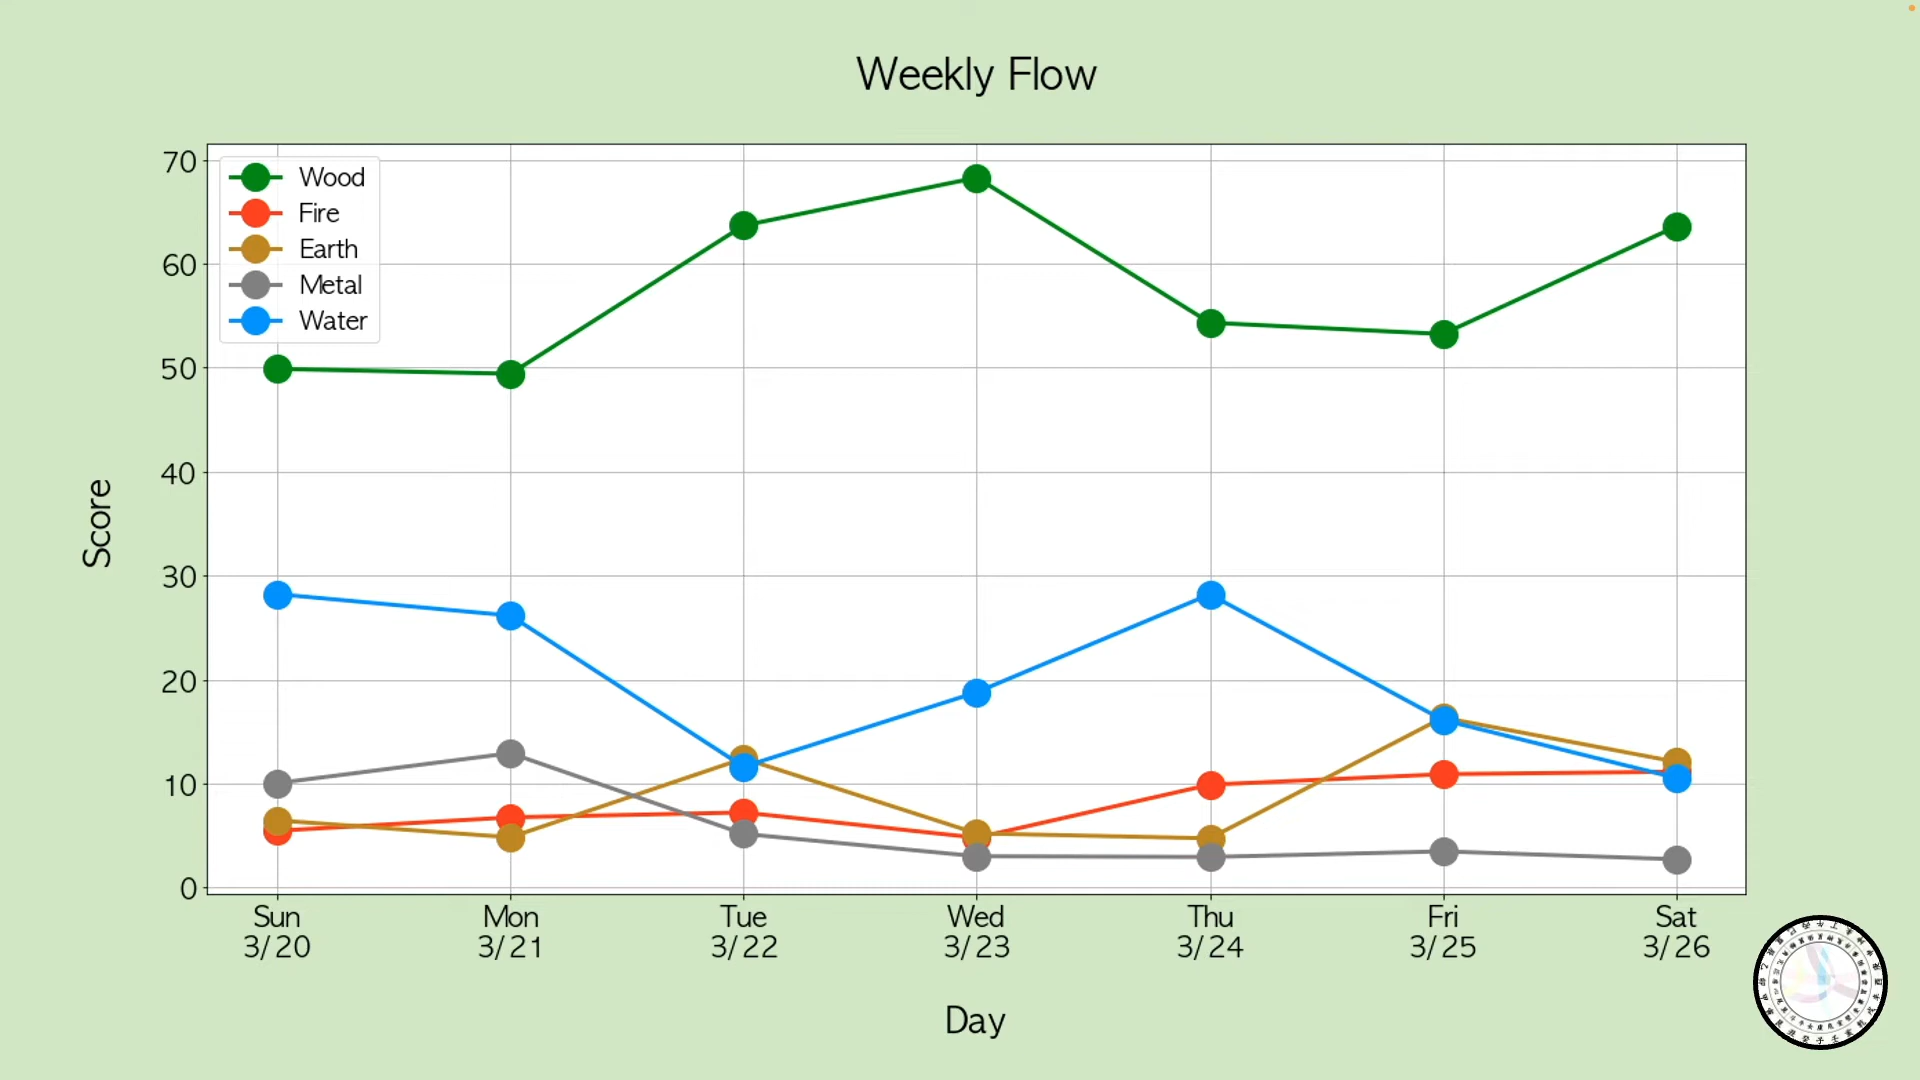 Weekly Flow
70
60
50
40
30
20
10
0
Wood
Fire
Earth
Metal
Water
Score
Sun
3/20
Mon
3/21
Tue
3/22
Wed
3/23
Thu
3/24
Fri
3/25
Sat
3/26
Day